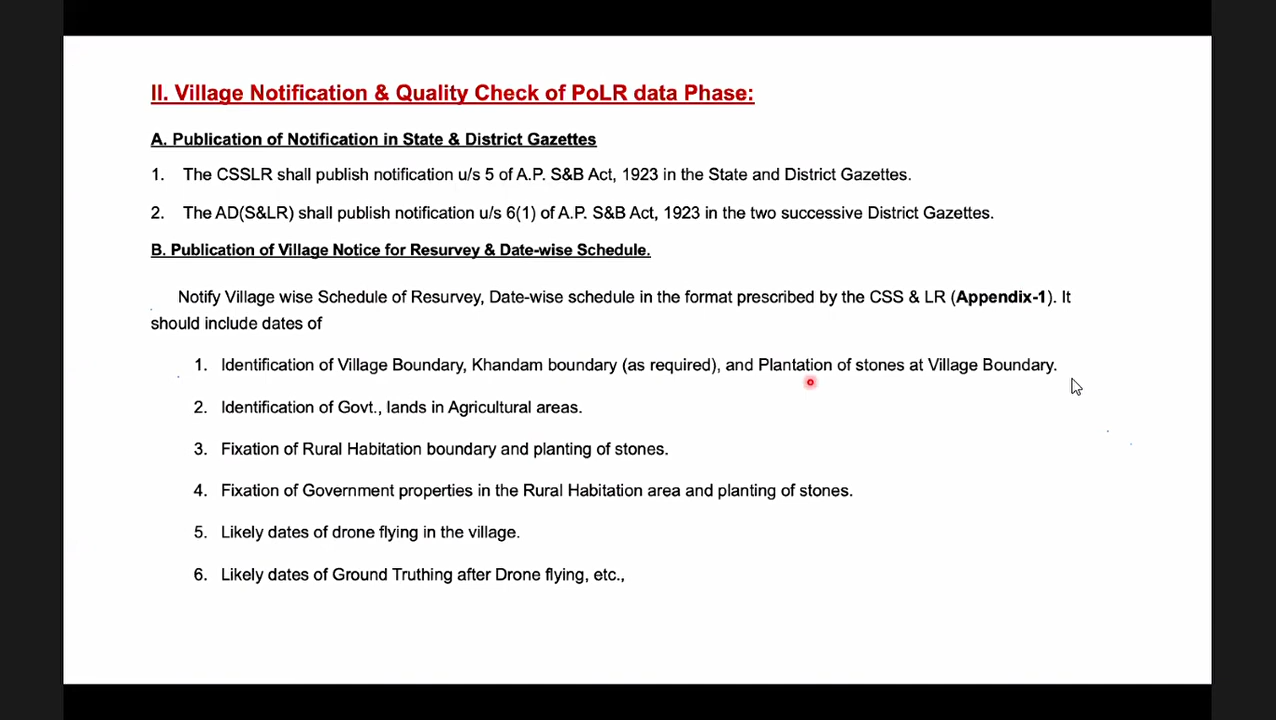 II. Village Notification & Quality Check of PoLR data Phase:
A. Publication of Notification in State & District Gazettes
1. The CSSLR shall publish notification u/s 5 of A.P. S&B Act, 1923 in the State and District Gazettes.
2. The AD(S&LR) shall publish notification u/s 6(1) of A.P. S&B Act, 1923 in the two successive District Gazettes.
B. Publication of Village Notice for Resurvey & Date-wise Schedule.
Notify Village wise Schedule of Resurvey, Date-wise schedule in the format prescribed by the CSS & LR (Appendix-1). It
should include dates of
1. Identification of Village Boundary, Khandam boundary (as required), and Plantation of stones at Village Boundary.
2. Identification of Govt., lands in Agricultural areas.
3. Fixation of Rural Habitation boundary and planting of stones.
4. Fixation of Government properties in the Rural Habitation area and planting of stones.
5. Likely dates of drone flying in the village.
6. Likely dates of Ground Truthing after Drone flying, etc.,